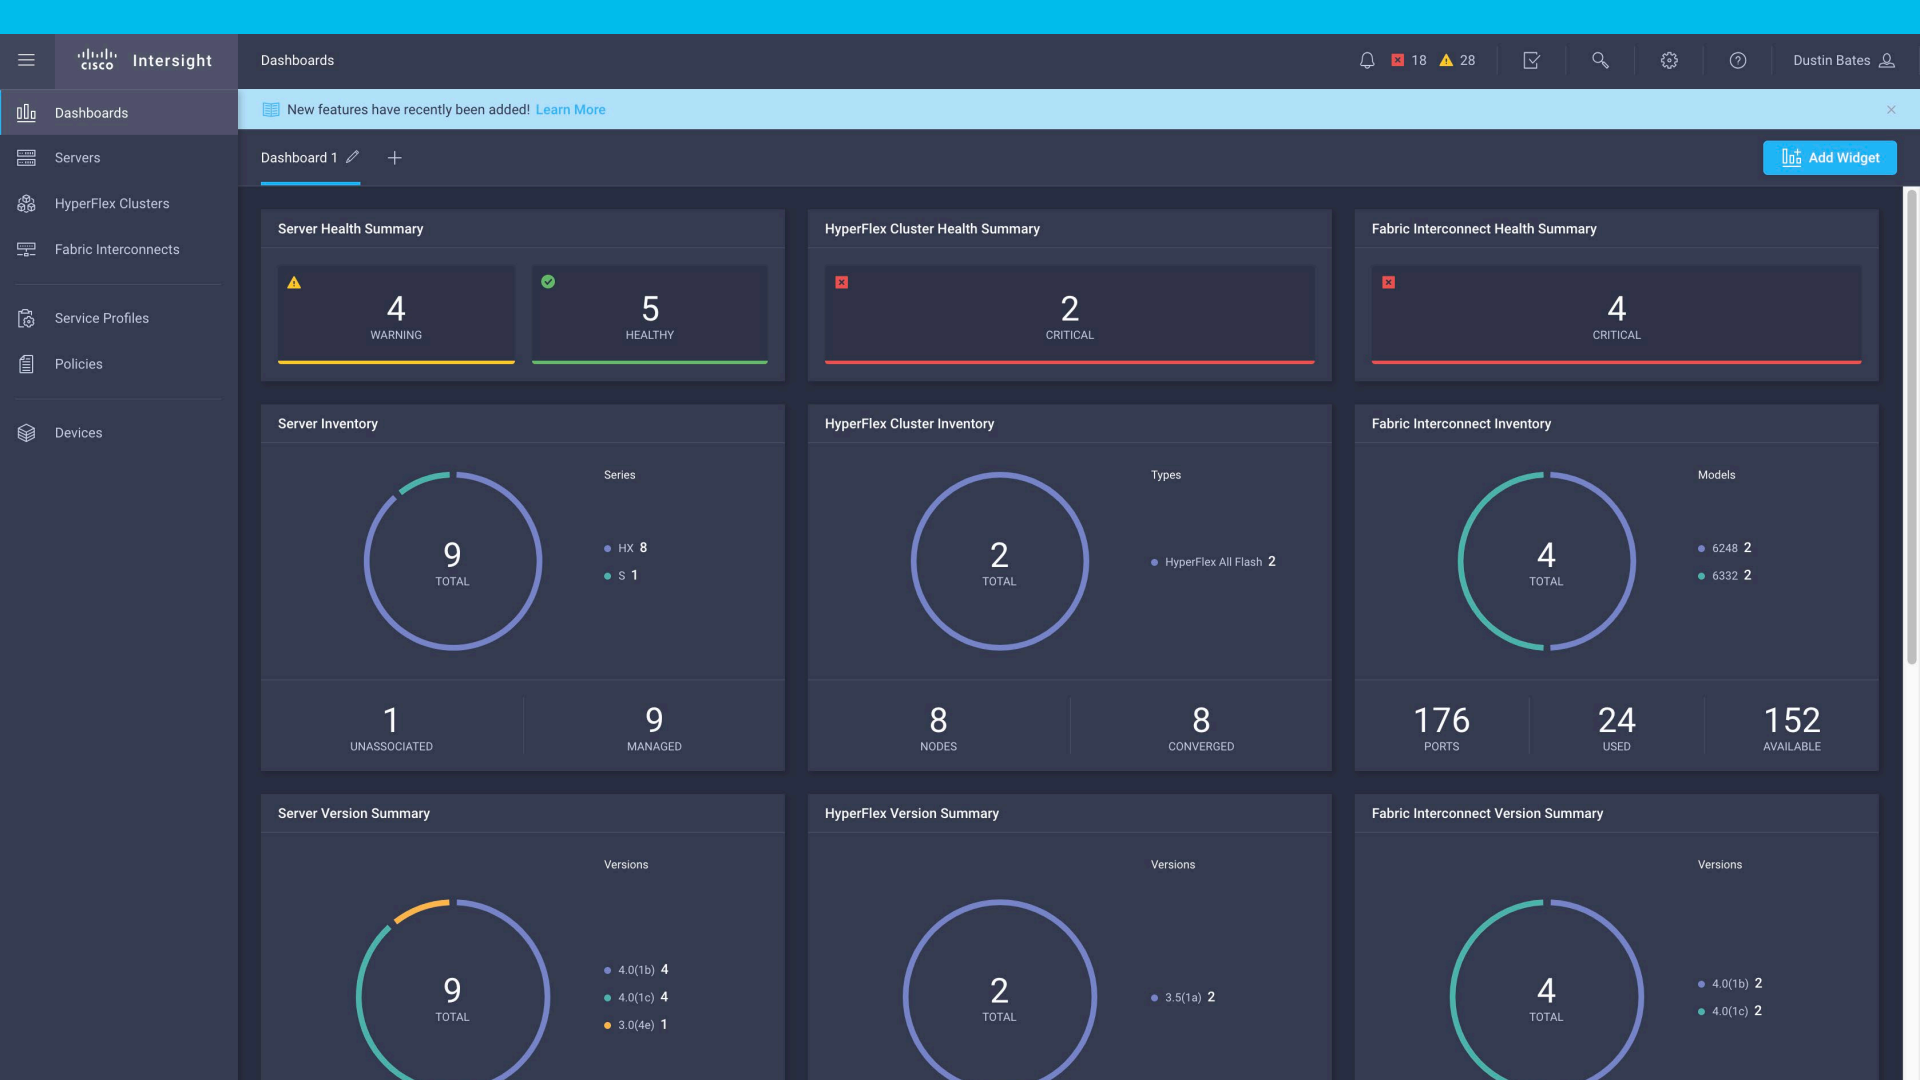 cisco Intersight
Dashboards
18
28
Dustin Bates
Dashboards
Servers
HyperFlex Clusters
Fabric Interconnects
Service Profiles
Policies
Devices
New features have recently been added! Learn More
Dashboard 1
Add Widget
Server Health Summary
4
WARNING
5
HEALTHY
HyperFlex Cluster Health Summary
2
CRITICAL
Fabric Interconnect Health Summary
4
CRITICAL
Server Inventory
Series
9
TOTAL
HX 8
S 1
1
UNASSOCIATED
9
MANAGED
HyperFlex Cluster Inventory
Types
2
TOTAL
HyperFlex All Flash 2
8
NODES
8
CONVERGED
Fabric Interconnect Inventory
Models
4
TOTAL
6248 2
6332 2
176
PORTS
24
USED
152
AVAILABLE
Server Version Summary
Versions
9
TOTAL
4.0(1b) 4
4.0(1c) 4
3.0(4e) 1
HyperFlex Version Summary
Versions
2
TOTAL
3.5(1a) 2
Fabric Interconnect Version Summary
Versions
4
TOTAL
4.0(1b) 2
4.0(1c) 2